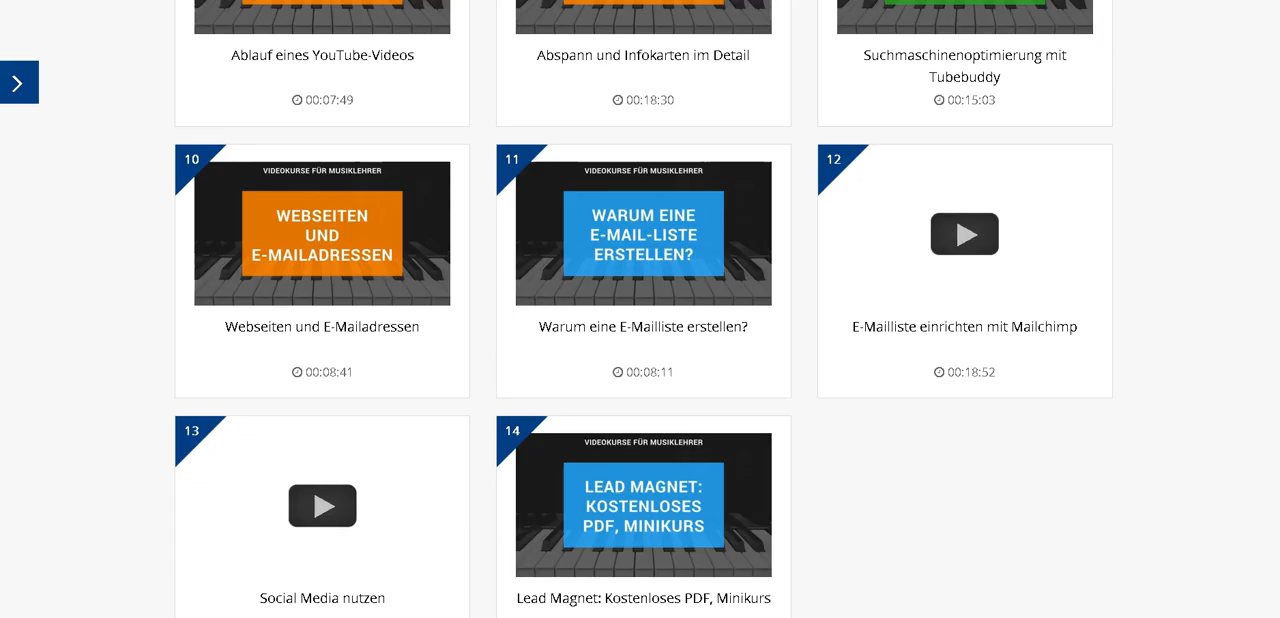 Ablauf eines YouTube-Videos
00:07:49
Abspann und Infokarten im Detail
00:18:30
Suchmaschinenoptimierung mit
Tubebuddy
00:15:03
10
VIDEOKURSE FÜR MUSIKLEHRER
WEBSEITEN
UND
E-MAILADRESSEN
Webseiten und E-Mailadressen
00:08:41
11
VIDEOKURSE FÜR MUSIKLEHRER
WARUM EINE
E-MAIL-LISTE
ERSTELLEN?
Warum eine E-Mailliste erstellen?
00:08:11
12
E-Mailliste einrichten mit Mailchimp
00:18:52
13
Social Media nutzen
14
VIDEOKURSE FÜR MUSIKLEHRER
LEAD MAGNET:
KOSTENLOSES
PDF, MINIKURS
Lead Magnet: Kostenloses PDF, Minikurs